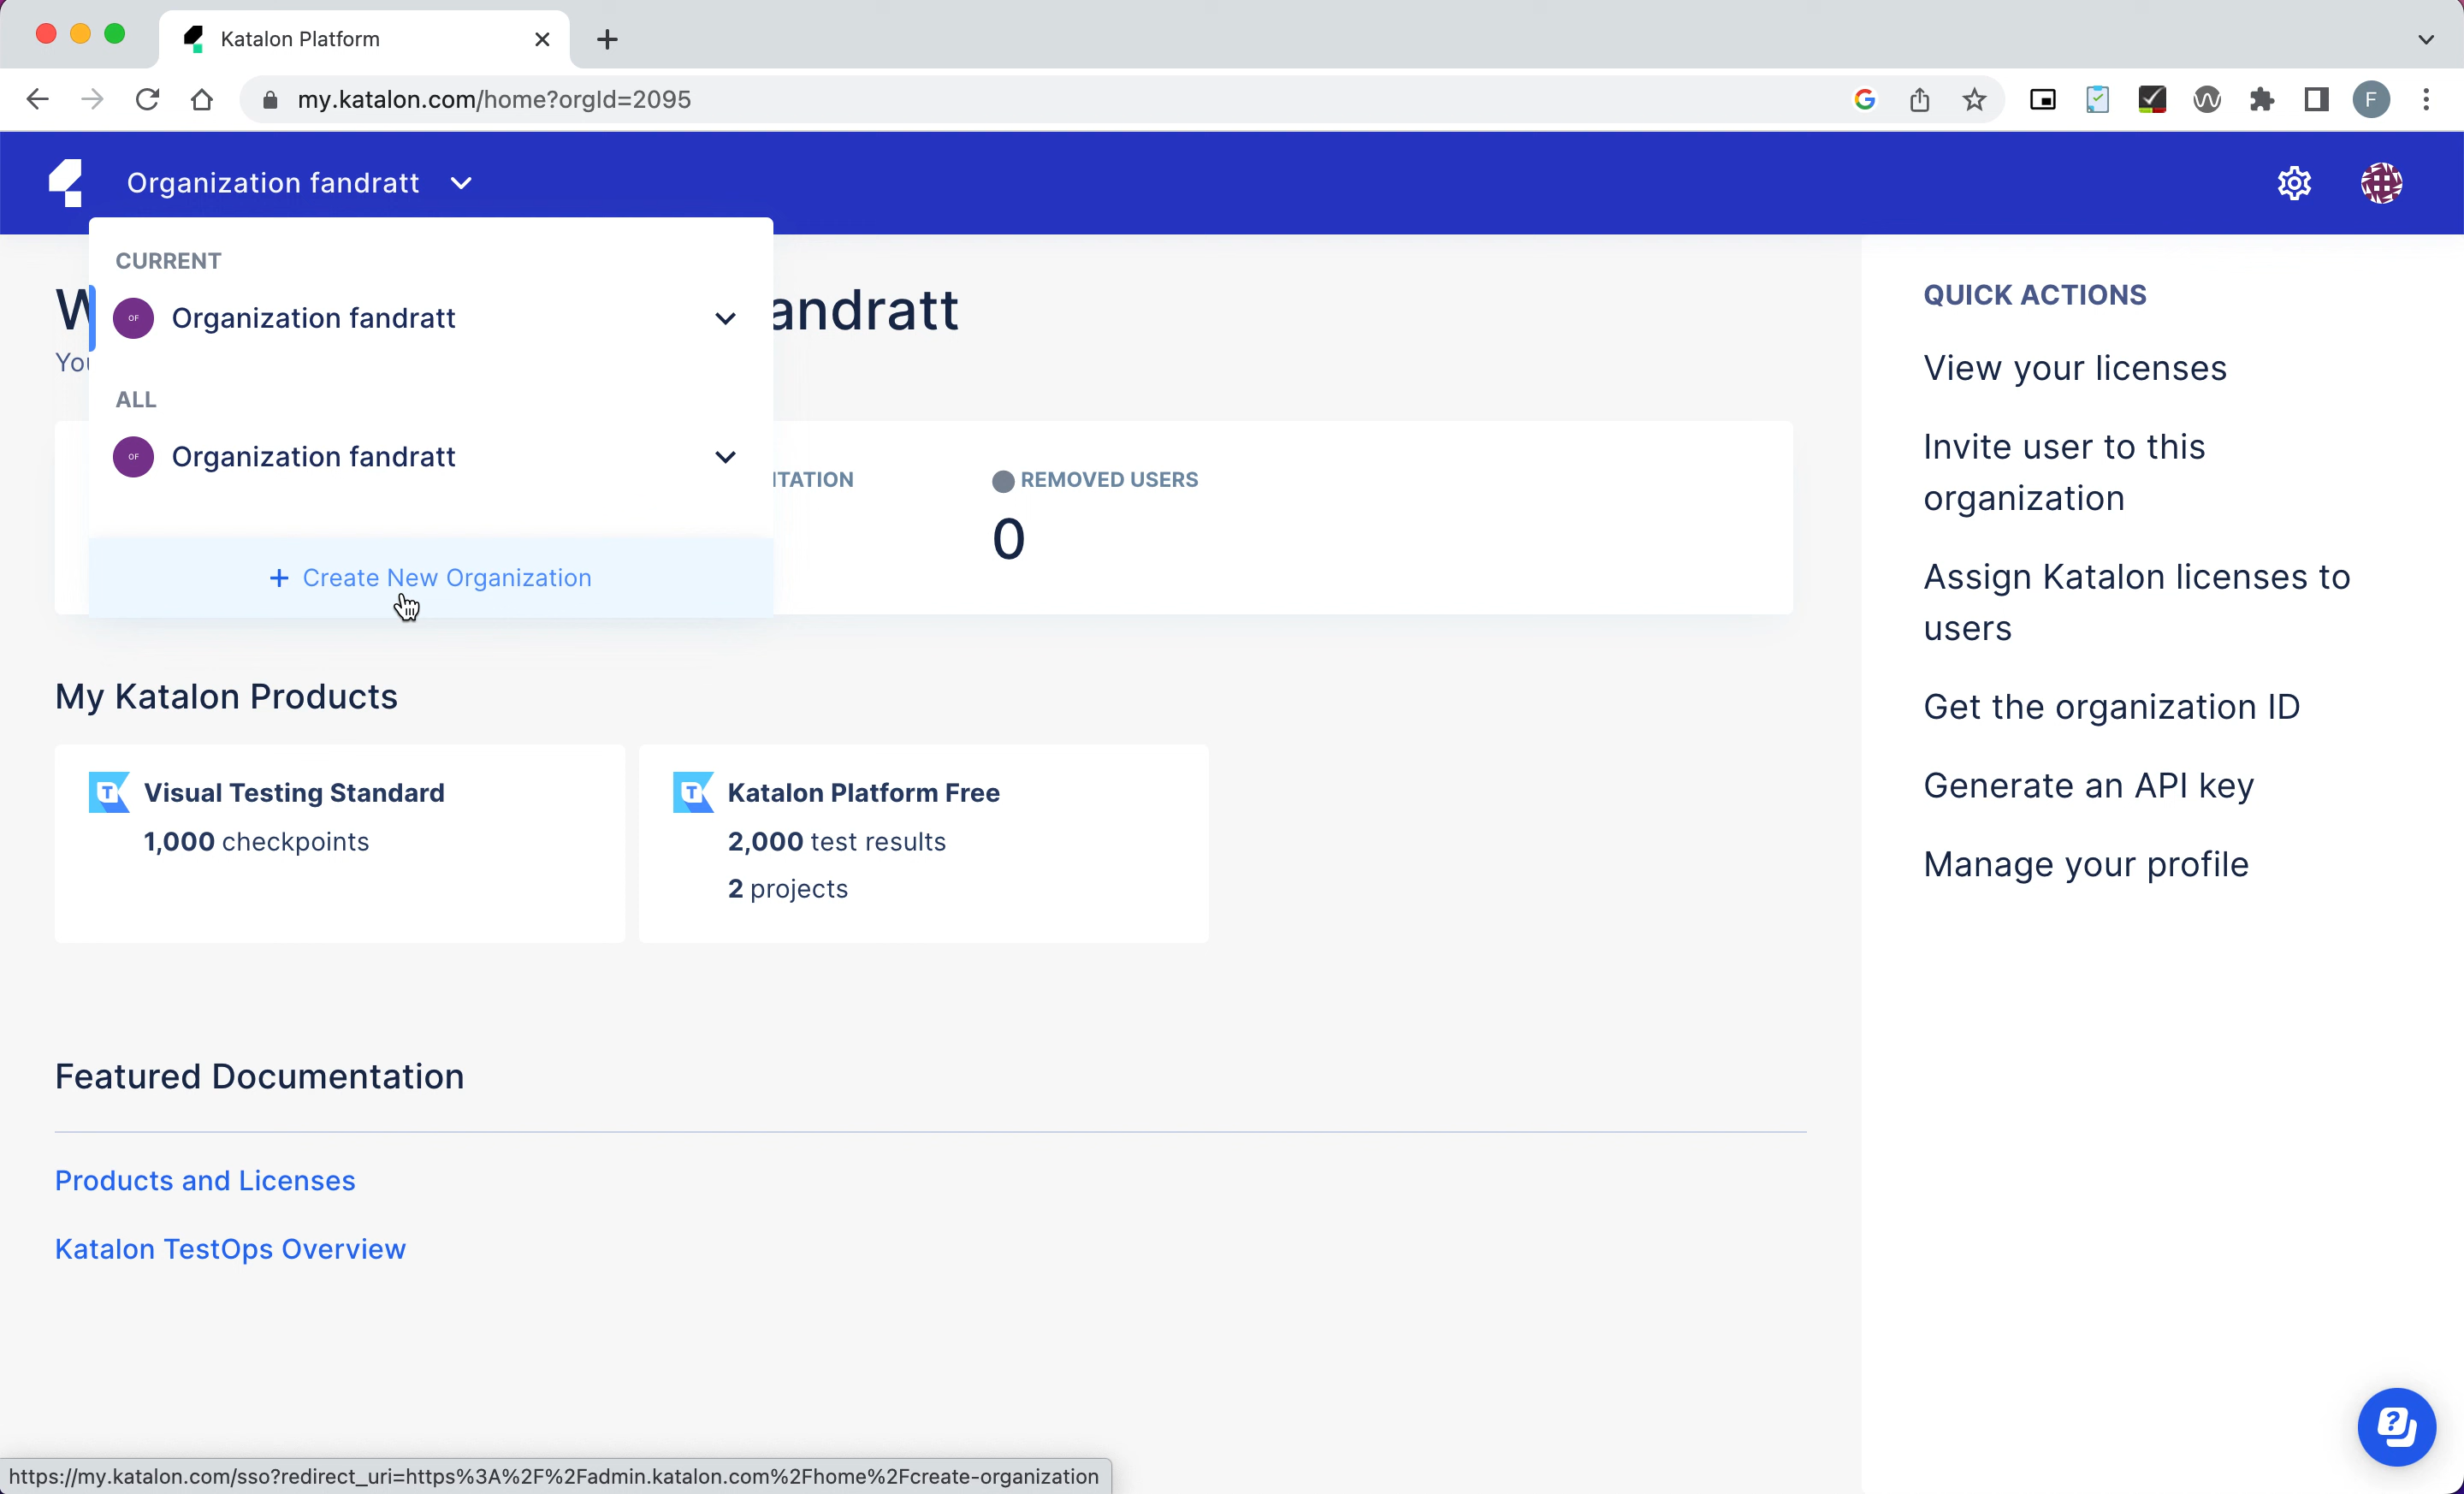 Katalon Platform
my.katalon.com/home?orgId=2095
F
Organization fandratt
CURRENT
OF Organization fandratt
ALL
OF Organization fandratt
+ Create New Organization
andratt
REMOVED USERS
0
My Katalon Products
Visual Testing Standard
1,000 checkpoints
Katalon Platform Free
2,000 test results
2 projects
Featured Documentation
Products and Licenses
Katalon TestOps Overview
QUICK ACTIONS
View your licenses
Invite user to this
organization
Assign Katalon licenses to
users
Get the organization ID
Generate an API key
Manage your profile
https://my.katalon.com/sso?redirect_uri=https%3A%2F%2Fadmin.katalon.com%2Fhome%2Fcreate-organization